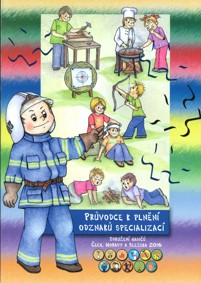 PRŮVODCE K PLNĚNÍ
ODZNAKŮ SPECIALIZACÍ
SDRUŽENÍ HASIČŮ
ČECH, MORAVY A SLEZSKA 2016